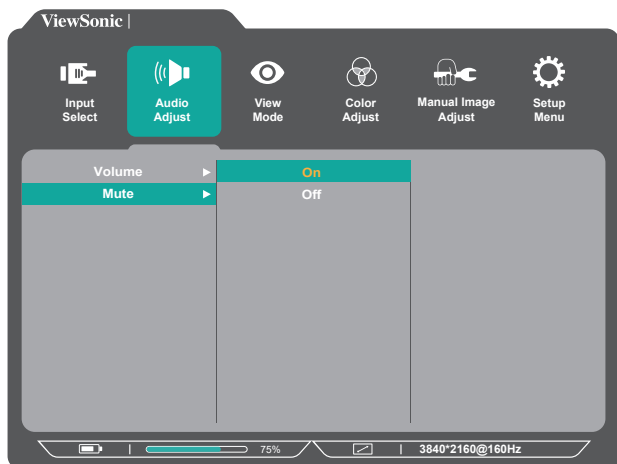 ViewSonic
Input Select
Audio Adjust
View Mode
Color Adjust
Manual Image Adjust
Setup Menu
Volume
On
Mute
Off
75%
3840*2160@160Hz